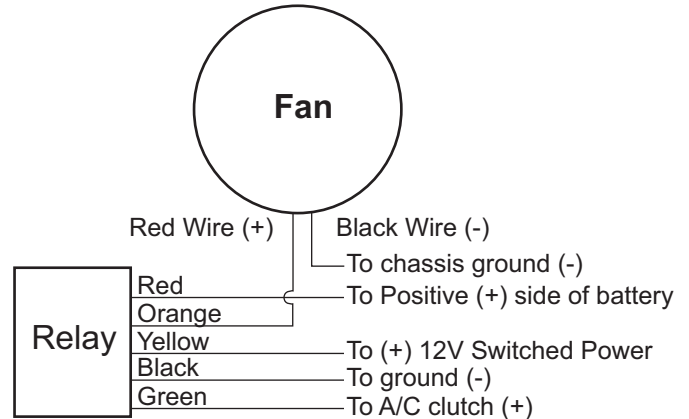 Fan
Red Wire (+) Black Wire (-)
To chassis ground (-)
Red To Positive (+) side of battery
Orange
Relay
Yellow To (+) 12V Switched Power
Black To ground (-)
Green To A/C clutch (+)